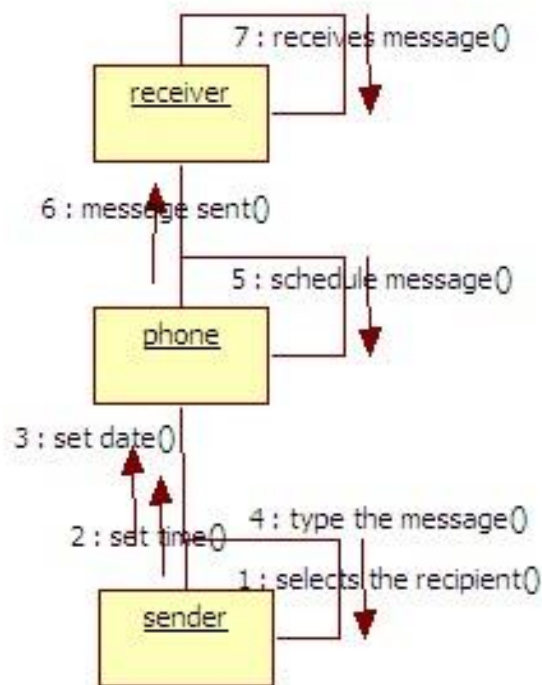 7 : receives message()
receiver
6 : message sent()
5 : schedule message()
phone
3 : set date()
4 : type the message()
2 : set time()
1 : selects the recipient()
sender